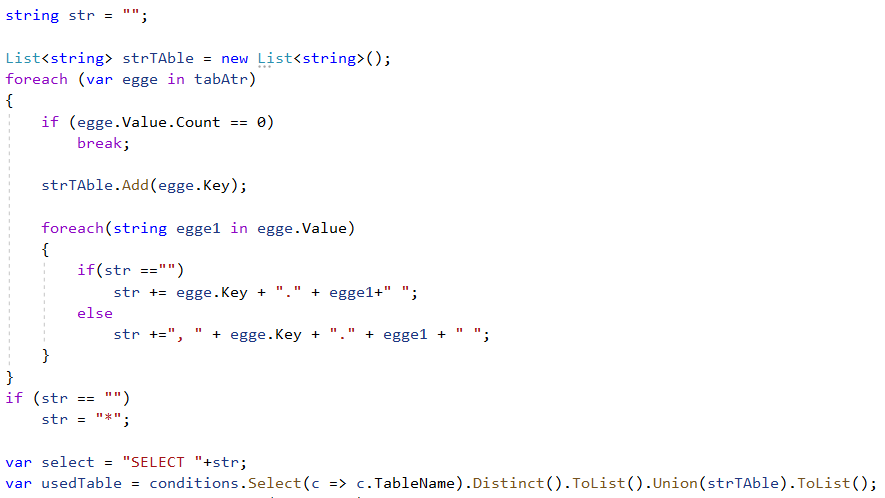 string str = "";
List<string> strTAble = new List<string>();
foreach (var egge in tabAtr)
{
if (egge.Value.Count == 0)
break;
strTAble.Add(egge.Key);
foreach(string egge1 in egge.Value)
{
if(str =="")
str += egge.Key + "." + egge1+" ";
else
str +=", " + egge.Key + "." + egge1 + " ";
}
}
if (str == "")
str = "*";
var select = "SELECT "+str;
var usedTable = conditions.Select(c => c.TableName).Distinct().ToList().Union(strTAble).ToList();